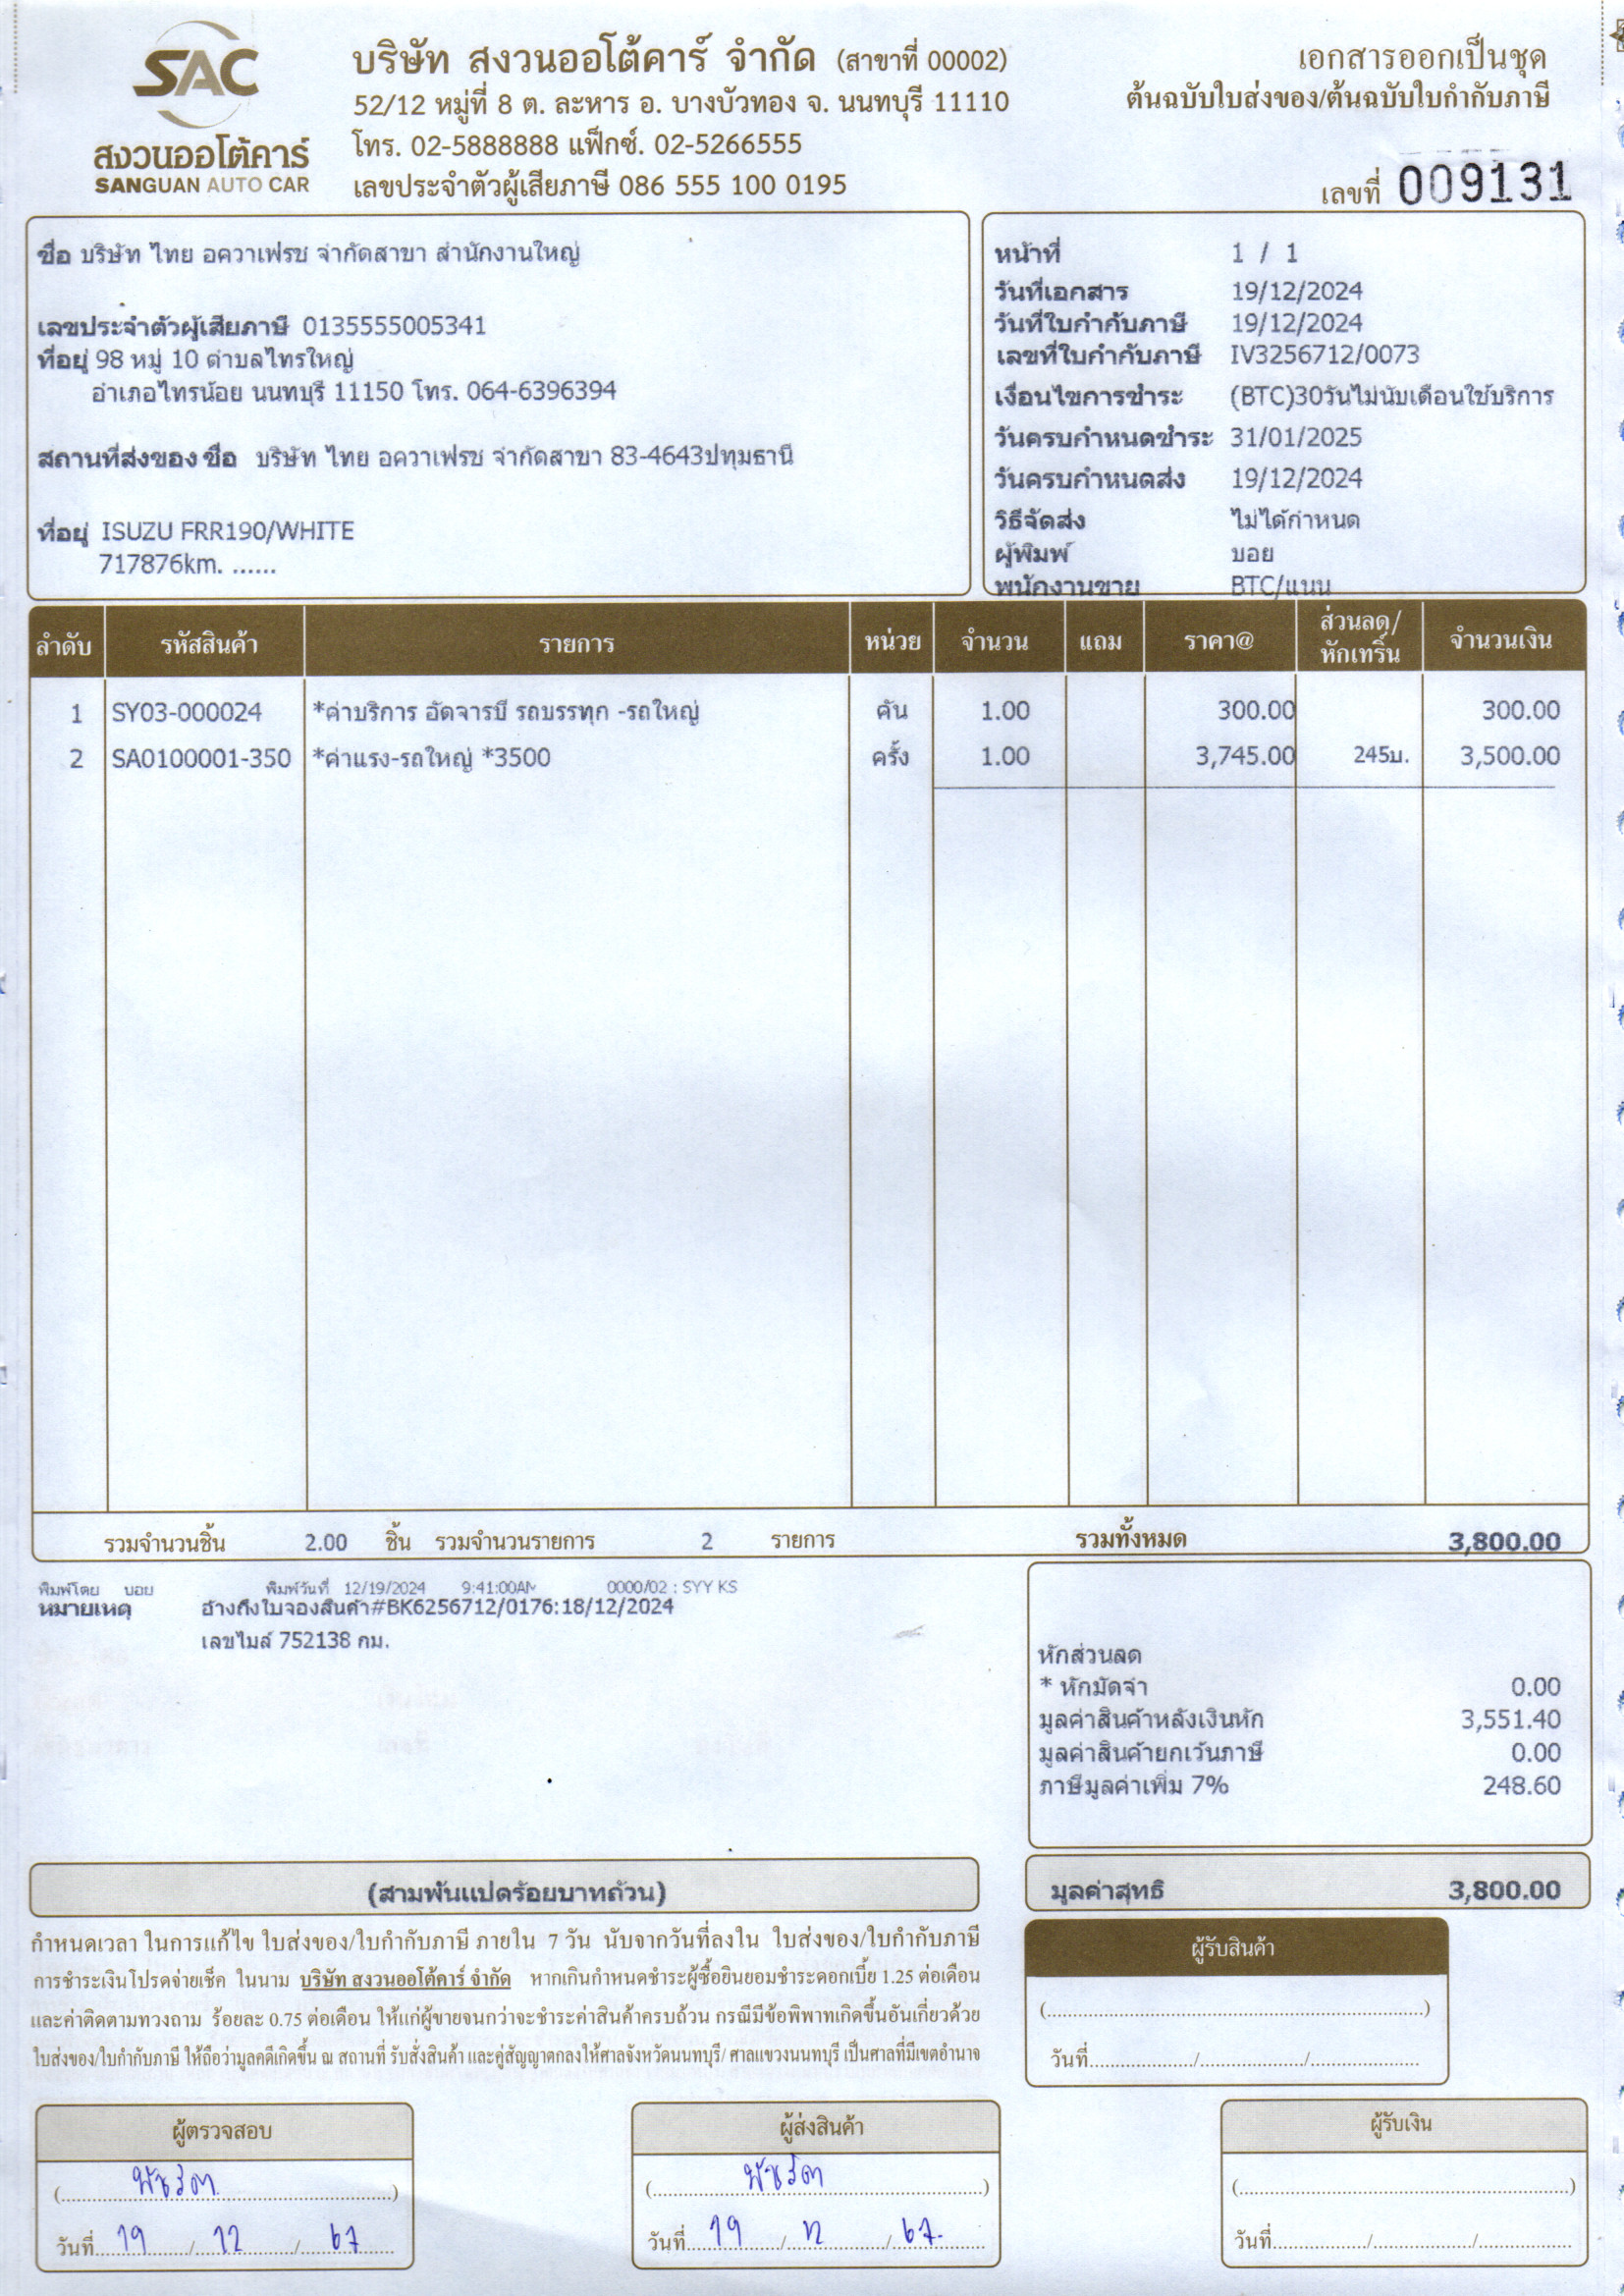 SAC
สงวนออโต้คาร์
SANGUAN AUTO CAR
บริษัท สงวนออโต้คาร์ จำกัด (สาขาที่ 00002)
52/12 หมู่ที่ 8 ต. ละหาร อ. บางบัวทอง จ. นนทบุรี 11110
โทร. 02-5888888 แฟ็กซ์. 02-5266555
เลขประจำตัวผู้เสียภาษี 086 555 100 0195
เอกสารออกเป็นชุด
ต้นฉบับใบส่งของ/ต้นฉบับใบกำกับภาษี
เลขที่ 009131
ชื่อ บริษัท ไทย อควาเฟรช จำกัดสาขา สำนักงานใหญ่
เลขประจำตัวผู้เสียภาษี 0135555005341
ที่อยู่ 98 หมู่ 10 ตำบลไทรใหญ่
อำเภอไทรน้อย นนทบุรี 11150 โทร. 064-6396394
สถานที่ส่งของ ชื่อ บริษัท ไทย อควาเฟรช จำกัดสาขา 83-4643ปทุมธานี
ที่อยู่ ISUZU FRR190/WHITE
717876km. ......
หน้าที่ 1 / 1
วันที่เอกสาร 19/12/2024
วันที่ใบกำกับภาษี 19/12/2024
เลขที่ใบกำกับภาษี IV3256712/0073
เงื่อนไขการชำระ (BTC)30วันไม่นับเดือนใช้บริการ
วันครบกำหนดชำระ 31/01/2025
วันครบกำหนดส่ง 19/12/2024
วิธีจัดส่ง ไม่ได้กำหนด
ผู้พิมพ์ บอย
พนักงานขาย BTC/แนน
ลำดับ รหัสสินค้า รายการ หน่วย จำนวน แถม ราคา@ ส่วนลด/หักเทริ์น จำนวนเงิน
1 SY03-000024 *ค่าบริการ อัดจารบี รถบรรทุก -รถใหญ่ คัน 1.00 300.00 300.00
2 SA0100001-350 *ค่าแรง-รถใหญ่ *3500 ครั้ง 1.00 3,745.00 245บ. 3,500.00
รวมจำนวนชิ้น 2.00 ชิ้น รวมจำนวนรายการ 2 รายการ รวมทั้งหมด 3,800.00
พิมพ์โดย บอย พิมพ์วันที่ 12/19/2024 9:41:00AM 0000/02 : SYY KS
หมายเหตุ อ้างถึงใบจองสินค้า#BK6256712/0176:18/12/2024
เลขไมล์ 752138 กม.
หักส่วนลด
* หักมัดจำ 0.00
มูลค่าสินค้าหลังเงินหัก 3,551.40
มูลค่าสินค้ายกเว้นภาษี 0.00
ภาษีมูลค่าเพิ่ม 7% 248.60
(สามพันแปดร้อยบาทถ้วน)
มูลค่าสุทธิ 3,800.00
กำหนดเวลา ในการแก้ไข ใบส่งของ/ใบกำกับภาษี ภายใน 7 วัน นับจากวันที่ลงใน ใบส่งของ/ใบกำกับภาษี
การชำระเงินโปรดจ่ายเช็ค ในนาม บริษัท สงวนออโต้คาร์ จำกัด หากเกินกำหนดชำระผู้ซื้อยินยอมชำระดอกเบี้ย 1.25 ต่อเดือน
และค่าติดตามทวงถาม ร้อยละ 0.75 ต่อเดือน ให้แก่ผู้ขายจนกว่าจะชำระค่าสินค้าครบถ้วน กรณีมีข้อพิพาทเกิดขึ้นอันเกี่ยวด้วย
ใบส่งของ/ใบกำกับภาษี ให้ถือว่ามูลคดีเกิดขึ้น ณ สถานที่ รับสั่งสินค้า และคู่สัญญาตกลงให้ศาลจังหวัดนนทบุรี/ ศาลแขวงนนทบุรี เป็นศาลที่มีเขตอำนาจ
ผู้รับสินค้า
(..............................)
วันที่........../........../..........
ผู้ตรวจสอบ
(พัชรีดา)
วันที่ 19 / 12 / 67
ผู้ส่งสินค้า
(พัชรีดา)
วันที่ 19 / 12 / 67.
ผู้รับเงิน
(..............................)
วันที่........../........../..........